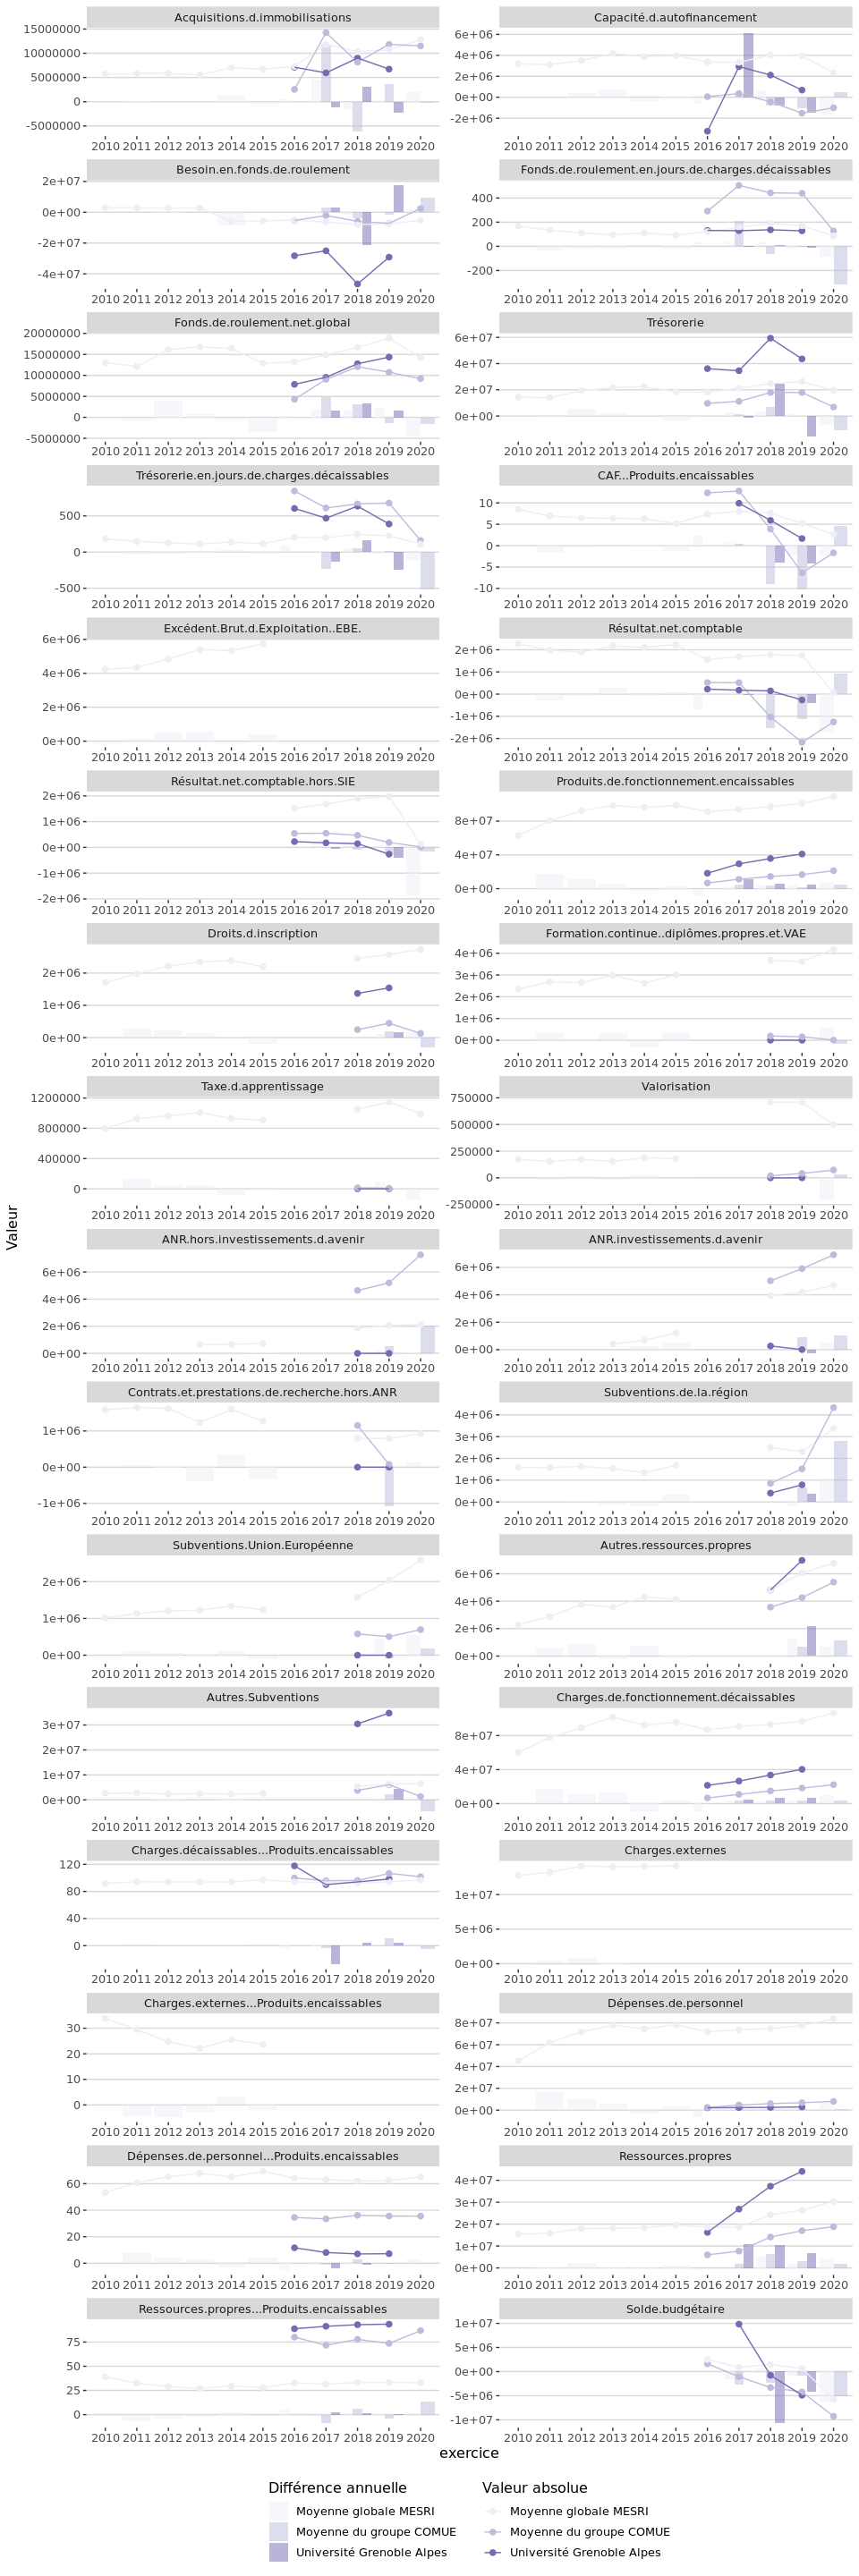 Acquisitions.d.immobilisations
15000000
10000000
5000000
0
-5000000
2010 2011 2012 2013 2014 2015 2016 2017 2018 2019 2020
Capacité.d.autofinancement
6e+06
4e+06
2e+06
0e+00
-2e+06
2010 2011 2012 2013 2014 2015 2016 2017 2018 2019 2020
Besoin.en.fonds.de.roulement
2e+07
0e+00
-2e+07
-4e+07
2010 2011 2012 2013 2014 2015 2016 2017 2018 2019 2020
Fonds.de.roulement.en.jours.de.charges.décaissables
400
200
0
-200
2010 2011 2012 2013 2014 2015 2016 2017 2018 2019 2020
Fonds.de.roulement.net.global
20000000
15000000
10000000
5000000
0
-5000000
2010 2011 2012 2013 2014 2015 2016 2017 2018 2019 2020
Trésorerie
6e+07
4e+07
2e+07
0e+00
2010 2011 2012 2013 2014 2015 2016 2017 2018 2019 2020
Trésorerie.en.jours.de.charges.décaissables
500
0
-500
2010 2011 2012 2013 2014 2015 2016 2017 2018 2019 2020
CAF...Produits.encaissables
10
5
0
-5
-10
2010 2011 2012 2013 2014 2015 2016 2017 2018 2019 2020
Excédent.Brut.d.Exploitation..EBE.
6e+06
4e+06
2e+06
0e+00
2010 2011 2012 2013 2014 2015 2016 2017 2018 2019 2020
Résultat.net.comptable
2e+06
1e+06
0e+00
-1e+06
-2e+06
2010 2011 2012 2013 2014 2015 2016 2017 2018 2019 2020
Résultat.net.comptable.hors.SIE
2e+06
1e+06
0e+00
-1e+06
-2e+06
2010 2011 2012 2013 2014 2015 2016 2017 2018 2019 2020
Produits.de.fonctionnement.encaissables
8e+07
4e+07
0e+00
2010 2011 2012 2013 2014 2015 2016 2017 2018 2019 2020
Droits.d.inscription
2e+06
1e+06
0e+00
2010 2011 2012 2013 2014 2015 2016 2017 2018 2019 2020
Formation.continue..diplômes.propres.et.VAE
4e+06
3e+06
2e+06
1e+06
0e+00
2010 2011 2012 2013 2014 2015 2016 2017 2018 2019 2020
Taxe.d.apprentissage
1200000
800000
400000
0
2010 2011 2012 2013 2014 2015 2016 2017 2018 2019 2020
Valorisation
750000
500000
250000
0
-250000
2010 2011 2012 2013 2014 2015 2016 2017 2018 2019 2020
Valeur
ANR.hors.investissements.d.avenir
6e+06
4e+06
2e+06
0e+00
2010 2011 2012 2013 2014 2015 2016 2017 2018 2019 2020
ANR.investissements.d.avenir
6e+06
4e+06
2e+06
0e+00
2010 2011 2012 2013 2014 2015 2016 2017 2018 2019 2020
Contrats.et.prestations.de.recherche.hors.ANR
1e+06
0e+00
-1e+06
2010 2011 2012 2013 2014 2015 2016 2017 2018 2019 2020
Subventions.de.la.région
4e+06
3e+06
2e+06
1e+06
0e+00
2010 2011 2012 2013 2014 2015 2016 2017 2018 2019 2020
Subventions.Union.Européenne
2e+06
1e+06
0e+00
2010 2011 2012 2013 2014 2015 2016 2017 2018 2019 2020
Autres.ressources.propres
6e+06
4e+06
2e+06
0e+00
2010 2011 2012 2013 2014 2015 2016 2017 2018 2019 2020
Autres.Subventions
3e+07
2e+07
1e+07
0e+00
2010 2011 2012 2013 2014 2015 2016 2017 2018 2019 2020
Charges.de.fonctionnement.décaissables
8e+07
4e+07
0e+00
2010 2011 2012 2013 2014 2015 2016 2017 2018 2019 2020
Charges.décaissables...Produits.encaissables
120
80
40
0
2010 2011 2012 2013 2014 2015 2016 2017 2018 2019 2020
Charges.externes
1e+07
5e+06
0e+00
2010 2011 2012 2013 2014 2015 2016 2017 2018 2019 2020
Charges.externes...Produits.encaissables
30
20
10
0
2010 2011 2012 2013 2014 2015 2016 2017 2018 2019 2020
Dépenses.de.personnel
8e+07
6e+07
4e+07
2e+07
0e+00
2010 2011 2012 2013 2014 2015 2016 2017 2018 2019 2020
Dépenses.de.personnel...Produits.encaissables
60
40
20
0
2010 2011 2012 2013 2014 2015 2016 2017 2018 2019 2020
Ressources.propres
4e+07
3e+07
2e+07
1e+07
0e+00
2010 2011 2012 2013 2014 2015 2016 2017 2018 2019 2020
Ressources.propres...Produits.encaissables
75
50
25
0
2010 2011 2012 2013 2014 2015 2016 2017 2018 2019 2020
Solde.budgétaire
1e+07
5e+06
0e+00
-5e+06
-1e+07
2010 2011 2012 2013 2014 2015 2016 2017 2018 2019 2020
exercice
Différence annuelle
Moyenne globale MESRI
Moyenne du groupe COMUE
Université Grenoble Alpes
Valeur absolue
Moyenne globale MESRI
Moyenne du groupe COMUE
Université Grenoble Alpes